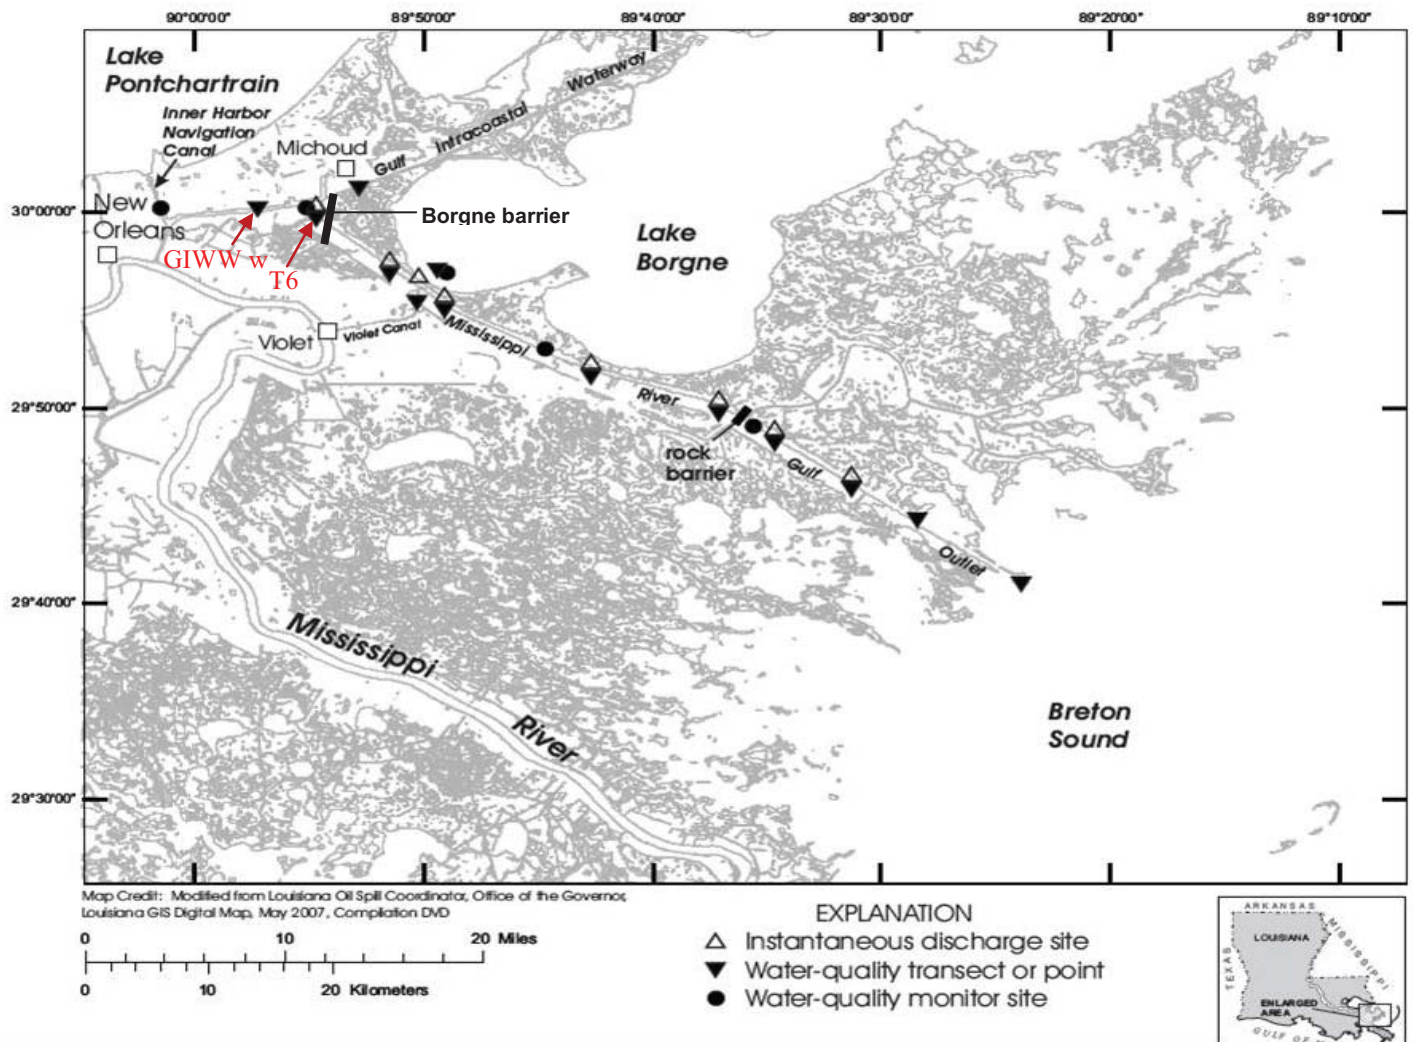 90°00'00"
89°50'00"
89°40'00"
89°30'00"
89°20'00"
89°10'00"
Lake
Pontchartrain
Inner Harbor
Navigation
Canal
Michoud
Gulf
Intracoastal
Waterway
New
Orleans
30°00'00"
GIWW w
T6
Borgne barrier
Lake
Borgne
Violet
Violet Canal
Mississippi
River
Gulf
Outlet
rock
barrier
29°50'00"
29°40'00"
29°30'00"
Mississippi
River
Breton
Sound
Map Credit: Modified from Louisiana Oil Spill Coordinator, Office of the Governor,
Louisiana GIS Digital Map, May 2007, Compilation DVD
0 10 20 Miles
0 10 20 Kilometers
EXPLANATION
Instantaneous discharge site
Water-quality transect or point
Water-quality monitor site
ARKANSAS
LOUISIANA
MISSISSIPPI
TEXAS
ENLARGED
AREA
GULF OF